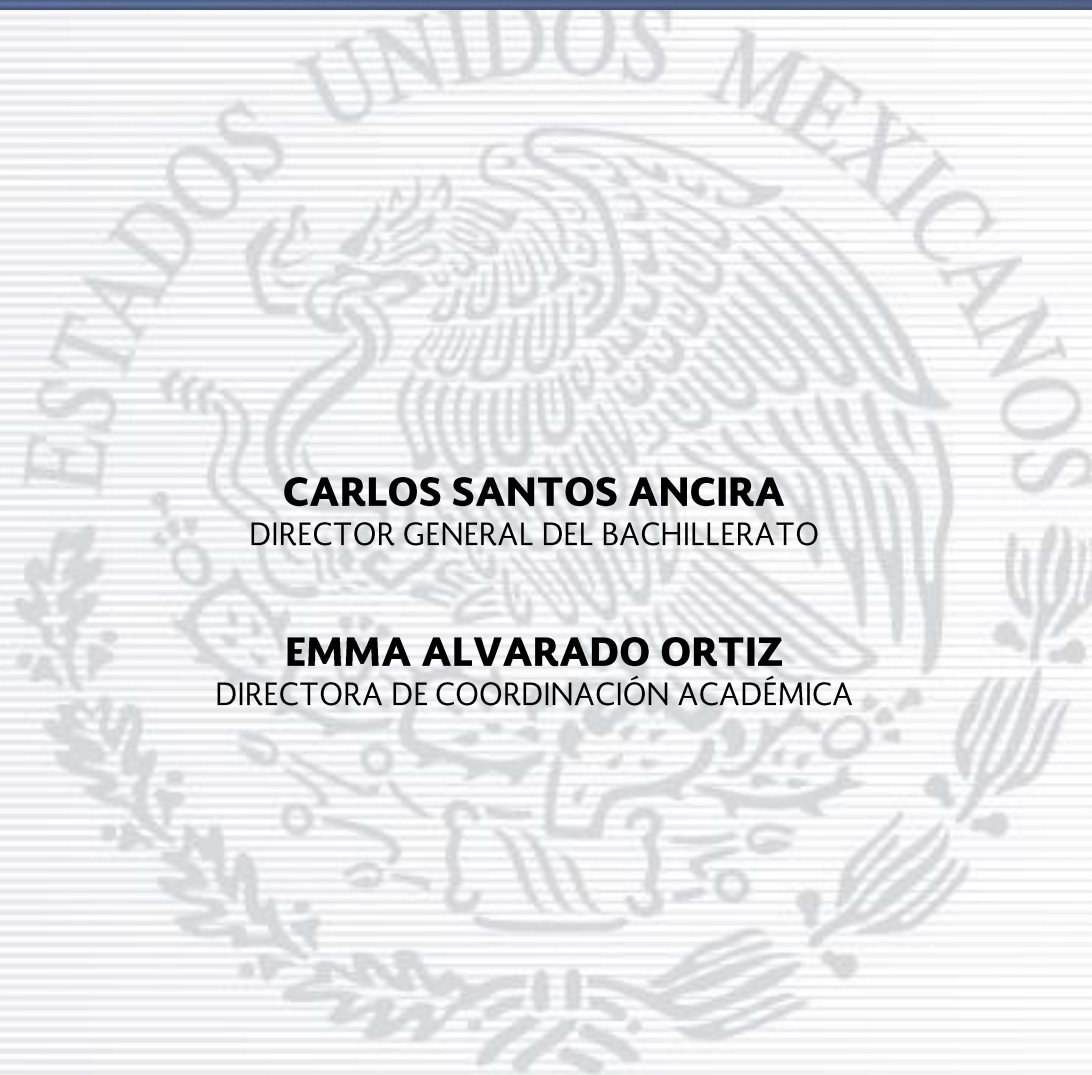 ESTADOS UNIDOS MEXICANOS
CARLOS SANTOS ANCIRA
DIRECTOR GENERAL DEL BACHILLERATO
EMMA ALVARADO ORTIZ
DIRECTORA DE COORDINACIÓN ACADÉMICA